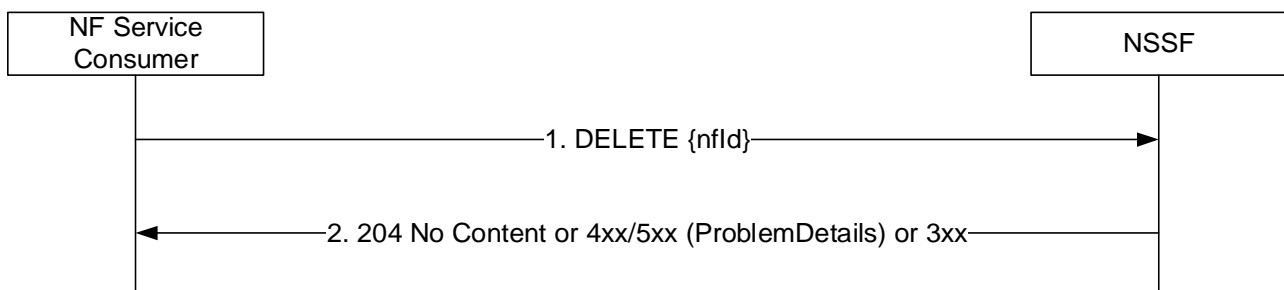 NF Service
Consumer
NSSF
1. DELETE {nfId}
2. 204 No Content or 4xx/5xx (ProblemDetails) or 3xx